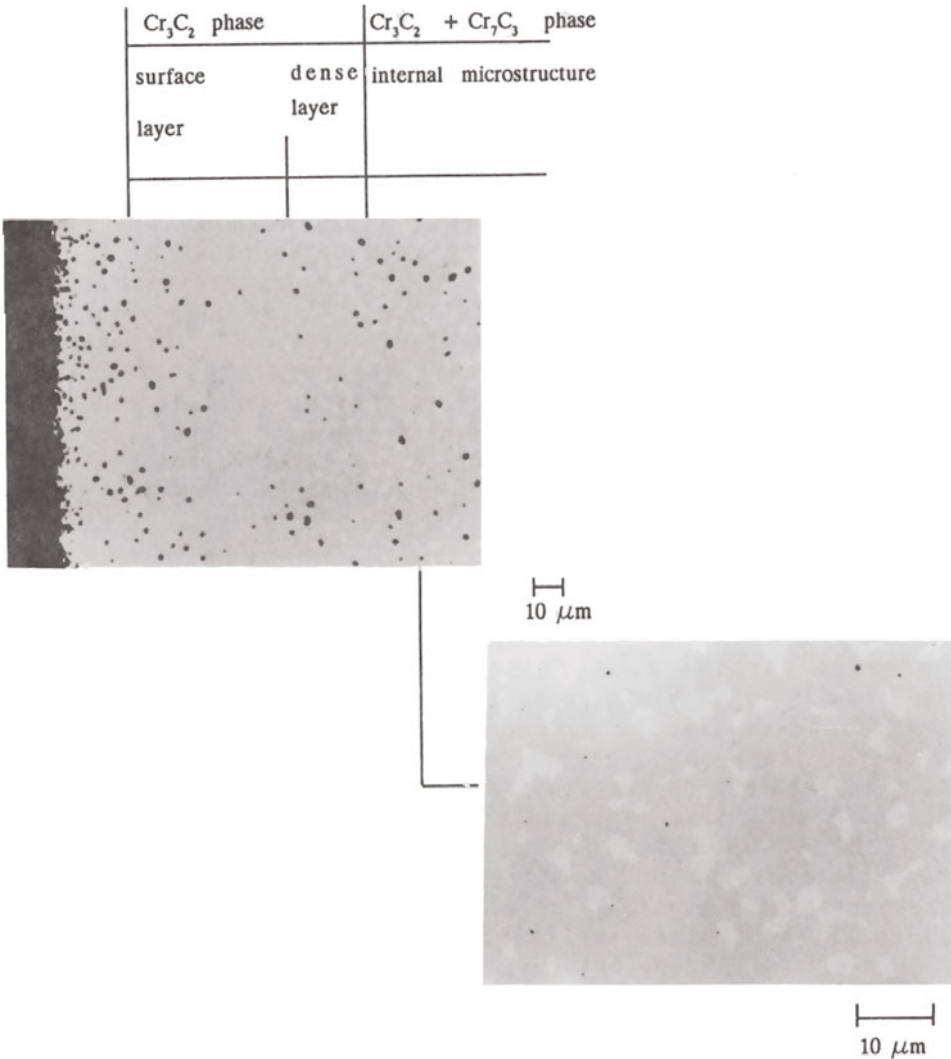 Cr₃C₂ phase
Cr₃C₂ + Cr₇C₃ phase
surface
layer
dense
layer
internal microstructure
10 μm
10 μm